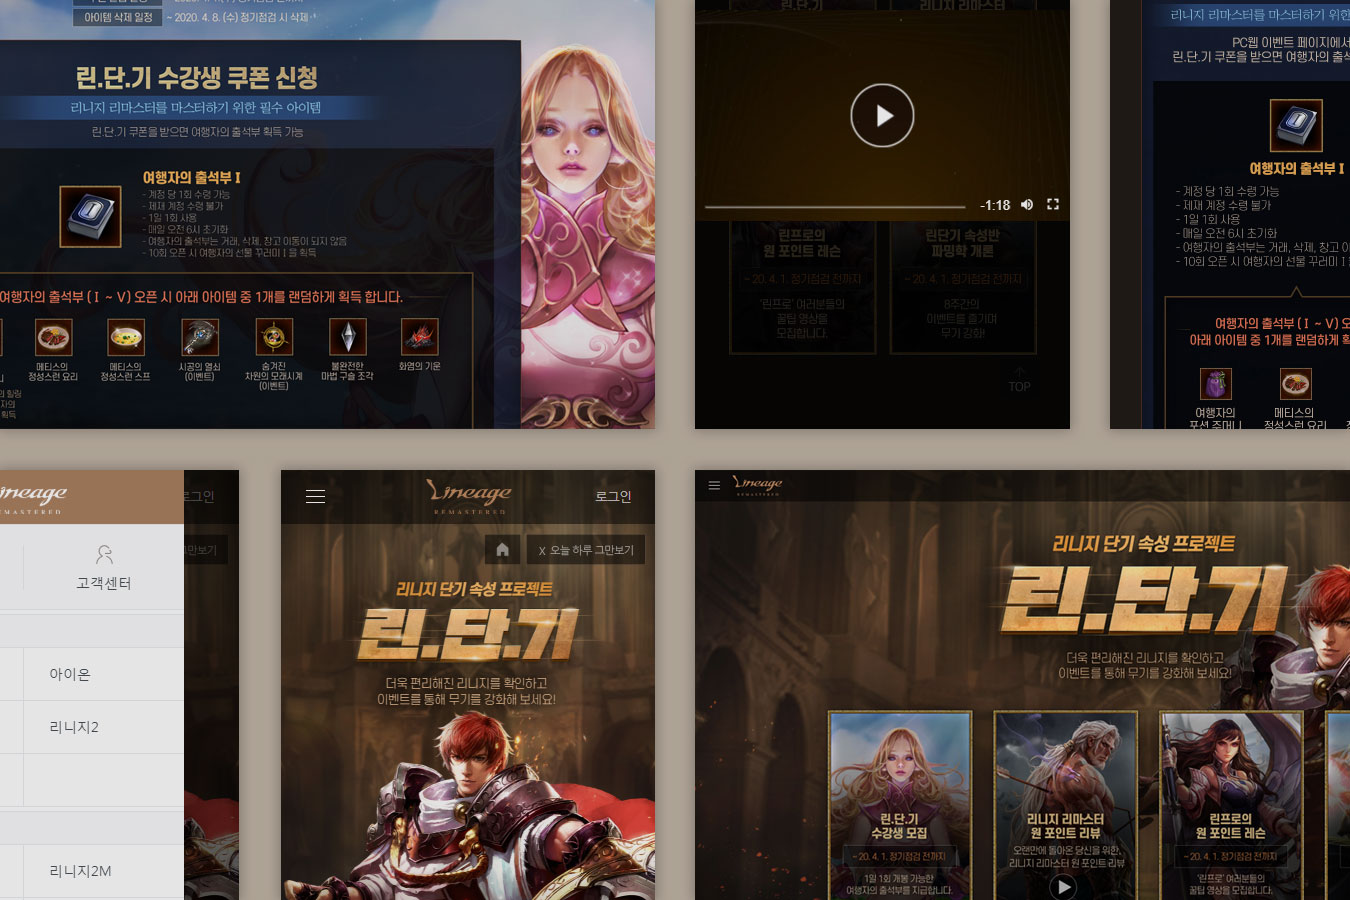 아이템 삭제 일정
~ 2020. 4. 8. (수) 정기점검 시 삭제
린.단.기 수강생 쿠폰 신청
리니지 리마스터를 마스터하기 위한 필수 아이템
린.단.기 쿠폰을 받으면 여행자의 출석부 획득 가능
여행자의 출석부 I
- 계정 당 1회 수령 가능
- 제재 계정 수령 불가
- 1일 1회 사용
- 매일 오전 6시 초기화
- 여행자의 출석부는 거래, 삭제, 창고 이동이 되지 않음
- 10회 오픈 시 여행자의 선물 꾸러미 I 을 획득
여행자의 출석부 ( I ~ V ) 오픈 시 아래 아이템 중 1개를 랜덤하게 획득 합니다.
메티스의
정성스런 요리
메티스의
정성스런 스프
시공의 열쇠
(이벤트)
숨겨진
차원의 모래시계
(이벤트)
불완전한
마법 구슬 조각
화염의 기운
의 힐링
자의
획득
린.단.기
리니지 리마스터
-1:18
린프로의
원 포인트 레슨
~ 20. 4. 1. 정기점검 전까지
'린프로' 여러분들의
꿀팁 영상을
모집합니다.
린단기 속성반
파밍학 개론
~ 20. 4. 1. 정기점검 전까지
8주간의
이벤트를 즐기며
무기 강화!
TOP
리니지 리마스터를 마스터하기 위한
PC웹 이벤트 페이지에서
린.단.기 쿠폰을 받으면 여행자의 출석
여행자의 출석부 I
- 계정 당 1회 수령 가능
- 제재 계정 수령 불가
- 1일 1회 사용
- 매일 오전 6시 초기화
- 여행자의 출석부는 거래, 삭제, 창고 이
- 10회 오픈 시 여행자의 선물 꾸러미 I
여행자의 출석부 ( I ~ V ) 오
아래 아이템 중 1개를 랜덤하게 획
여행자의
포션 주머니
메티스의
정성스런 요리
Lineage
REMASTERED
로그인
그만보기
고객센터
아이온
리니지2
리니지2M
Lineage
REMASTERED
로그인
X 오늘 하루 그만보기
리니지 단기 속성 프로젝트
린.단.기
더욱 편리해진 리니지를 확인하고
이벤트를 통해 무기를 강화해 보세요!
Lineage
REMASTERED
리니지 단기 속성 프로젝트
린.단.기
더욱 편리해진 리니지를 확인하고
이벤트를 통해 무기를 강화해 보세요!
린.단.기
수강생 모집
~ 20. 4. 1. 정기점검 전까지
1일 1회 개봉 가능한
여행자의 출석부를 지급합니다.
리니지 리마스터
원 포인트 리뷰
오랜만에 돌아온 당신을 위한,
리니지 리마스터 원 포인트 리뷰
린프로의
원 포인트 레슨
~ 20. 4. 1. 정기점검 전까지
'린프로' 여러분들의
꿀팁 영상을 모집합니다.